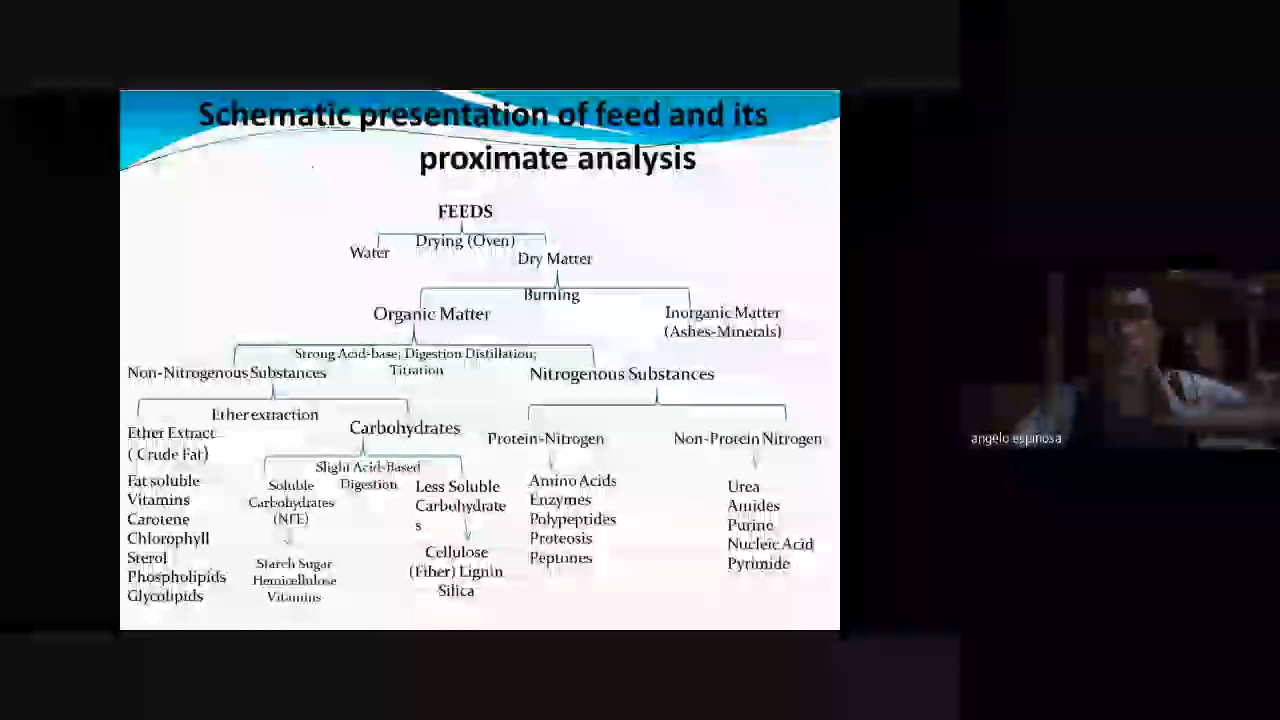 Schematic presentation of feed and its
proximate analysis
FEEDS
Drying (Oven)
Water
Dry Matter
Burning
Organic Matter
Inorganic Matter
(Ashes-Minerals)
Strong Acid-base; Digestion Distillation;
Titration
Non-Nitrogenous Substances
Nitrogenous Substances
Ether extraction
Ether Extract
( Crude Fat)
Carbohydrates
Protein-Nitrogen
Non-Protein Nitrogen
Slight Acid-Based
Digestion
Fat soluble
Vitamins
Carotene
Chlorophyll
Sterol
Phospholipids
Glycolipids
Soluble
Carbohydrates
(NFE)
Starch Sugar
Hemicellulose
Vitamins
Less Soluble
Carbohydrate
s
Cellulose
(Fiber) Lignin
Silica
Amino Acids
Enzymes
Polypeptides
Proteosis
Peptones
Urea
Amides
Purine
Nucleic Acid
Pyrimide
angelo espinosa